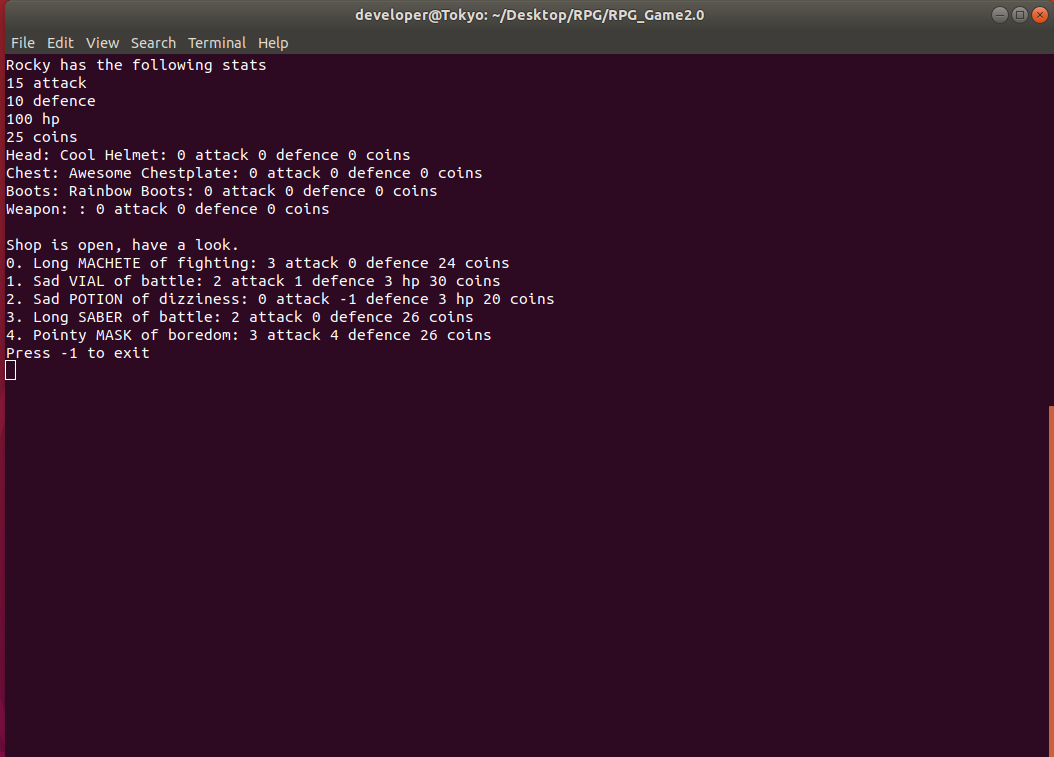 developer@Tokyo: ~/Desktop/RPG/RPG_Game2.0
File Edit View Search Terminal Help
Rocky has the following stats
15 attack
10 defence
100 hp
25 coins
Head: Cool Helmet: 0 attack 0 defence 0 coins
Chest: Awesome Chestplate: 0 attack 0 defence 0 coins
Boots: Rainbow Boots: 0 attack 0 defence 0 coins
Weapon: : 0 attack 0 defence 0 coins
Shop is open, have a look.
0. Long MACHETE of fighting: 3 attack 0 defence 24 coins
1. Sad VIAL of battle: 2 attack 1 defence 3 hp 30 coins
2. Sad POTION of dizziness: 0 attack -1 defence 3 hp 20 coins
3. Long SABER of battle: 2 attack 0 defence 26 coins
4. Pointy MASK of boredom: 3 attack 4 defence 26 coins
Press -1 to exit